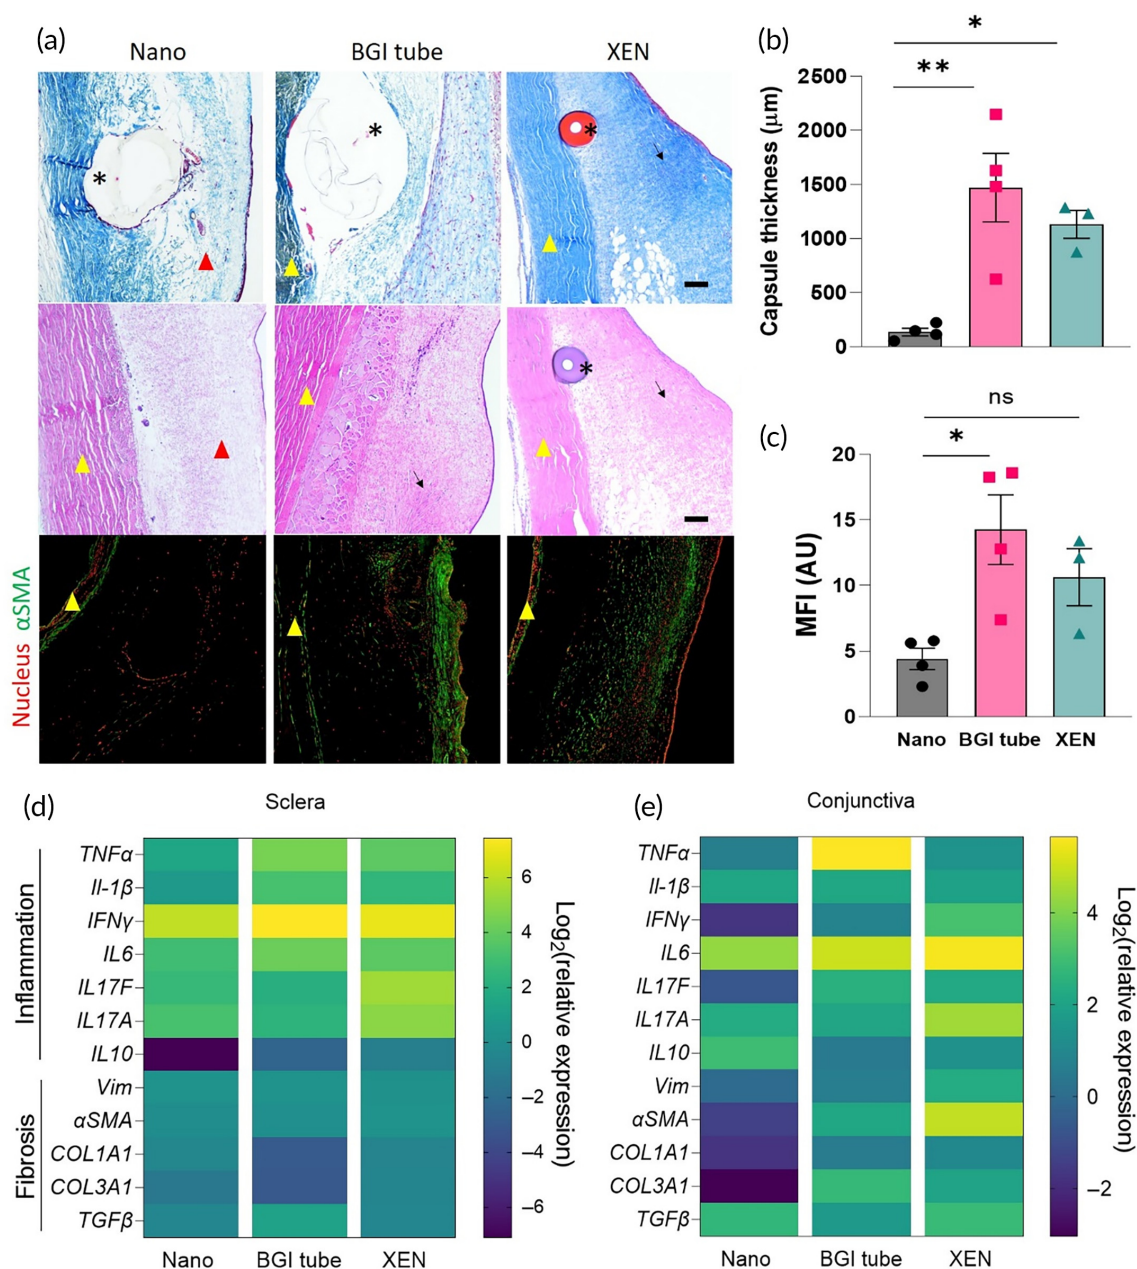 (a)
Nano BGI tube XEN
*
*
*
*
Nucleus αSMA
(b)
*
**
Capsule thickness (μm)
2500
2000
1500
1000
500
0
(c)
ns
*
MFI (AU)
20
15
10
5
0
Nano BGI tube XEN
(d)
Sclera
Inflammation
TNFα
Il-1β
IFNγ
IL6
IL17F
IL17A
IL10
Fibrosis
Vim
αSMA
COL1A1
COL3A1
TGFβ
Nano BGI tube XEN
6
4
2
0
−2
−4
−6
Log2(relative expression)
(e)
Conjunctiva
TNFα
Il-1β
IFNγ
IL6
IL17F
IL17A
IL10
Vim
αSMA
COL1A1
COL3A1
TGFβ
Nano BGI tube XEN
4
2
0
−2
Log2(relative expression)